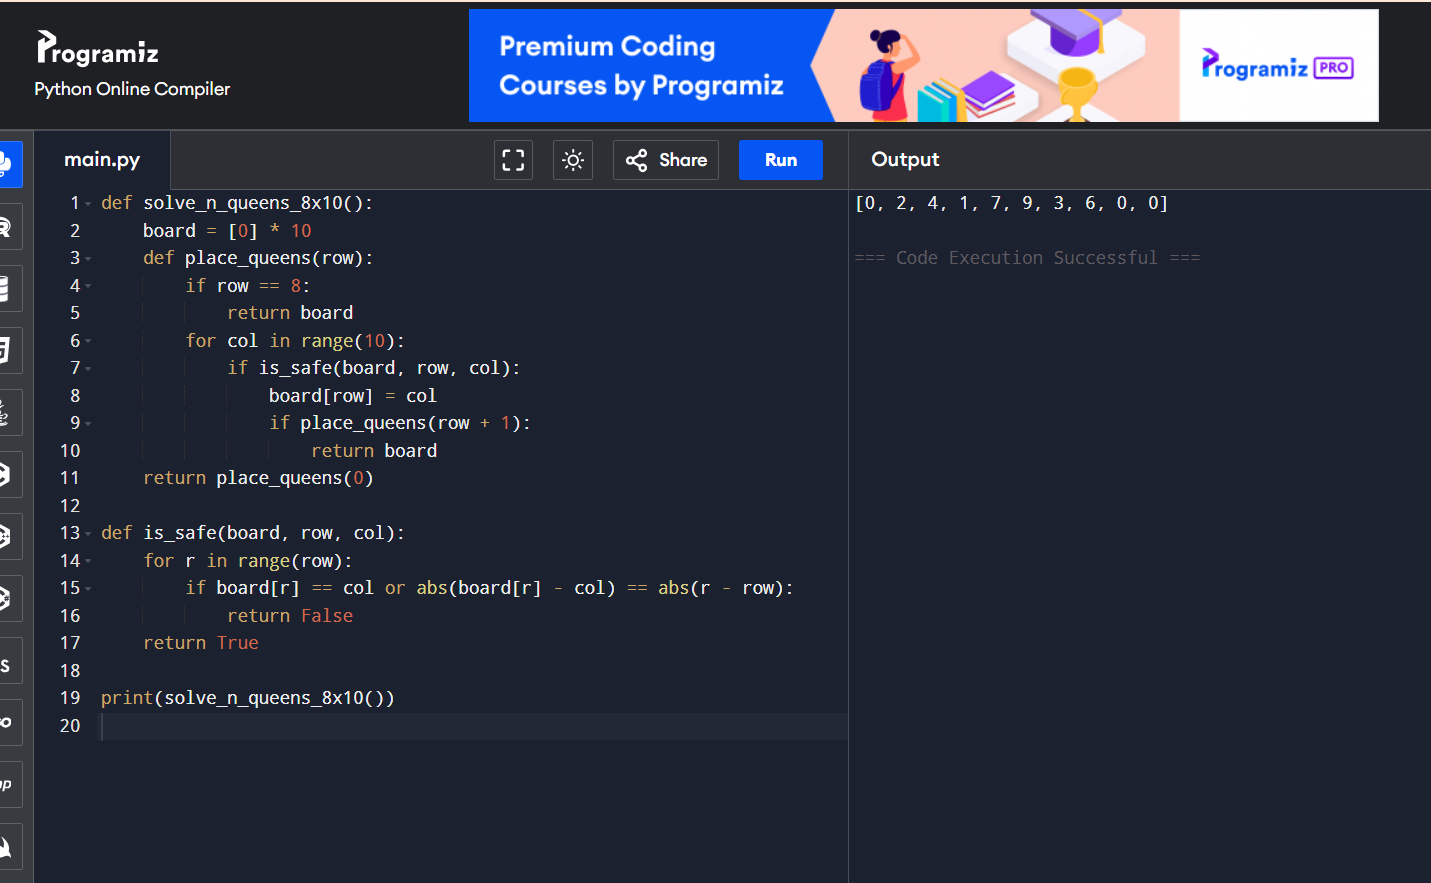 Programiz
Python Online Compiler
Premium Coding
Courses by Programiz
Programiz PRO
main.py
Share
Run
Output
1 def solve_n_queens_8x10():
2     board = [0] * 10
3     def place_queens(row):
4         if row == 8:
5             return board
6         for col in range(10):
7             if is_safe(board, row, col):
8                 board[row] = col
9                 if place_queens(row + 1):
10                     return board
11     return place_queens(0)
12
13 def is_safe(board, row, col):
14     for r in range(row):
15         if board[r] == col or abs(board[r] - col) == abs(r - row):
16             return False
17     return True
18
19 print(solve_n_queens_8x10())
20
[0, 2, 4, 1, 7, 9, 3, 6, 0, 0]
=== Code Execution Successful ===